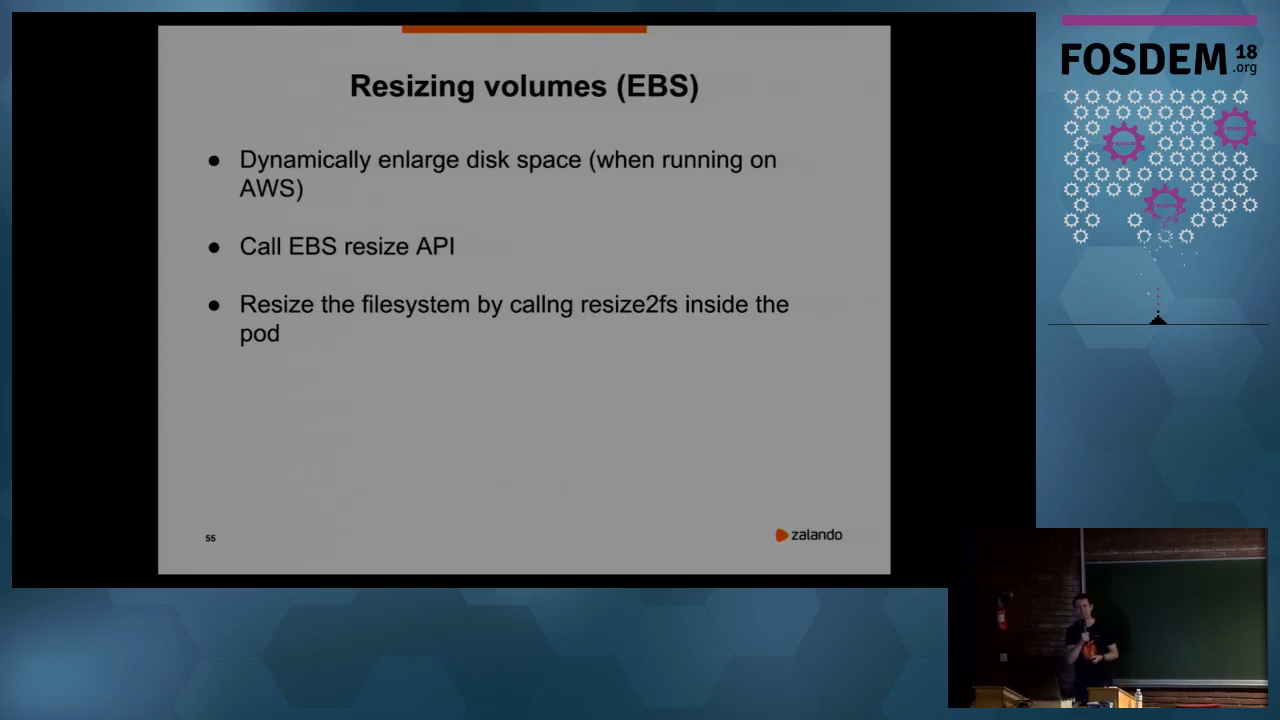 Resizing volumes (EBS)
● Dynamically enlarge disk space (when running on
AWS)
● Call EBS resize API
● Resize the filesystem by callng resize2fs inside the
pod
55
zalando
FOSDEM 18
.org